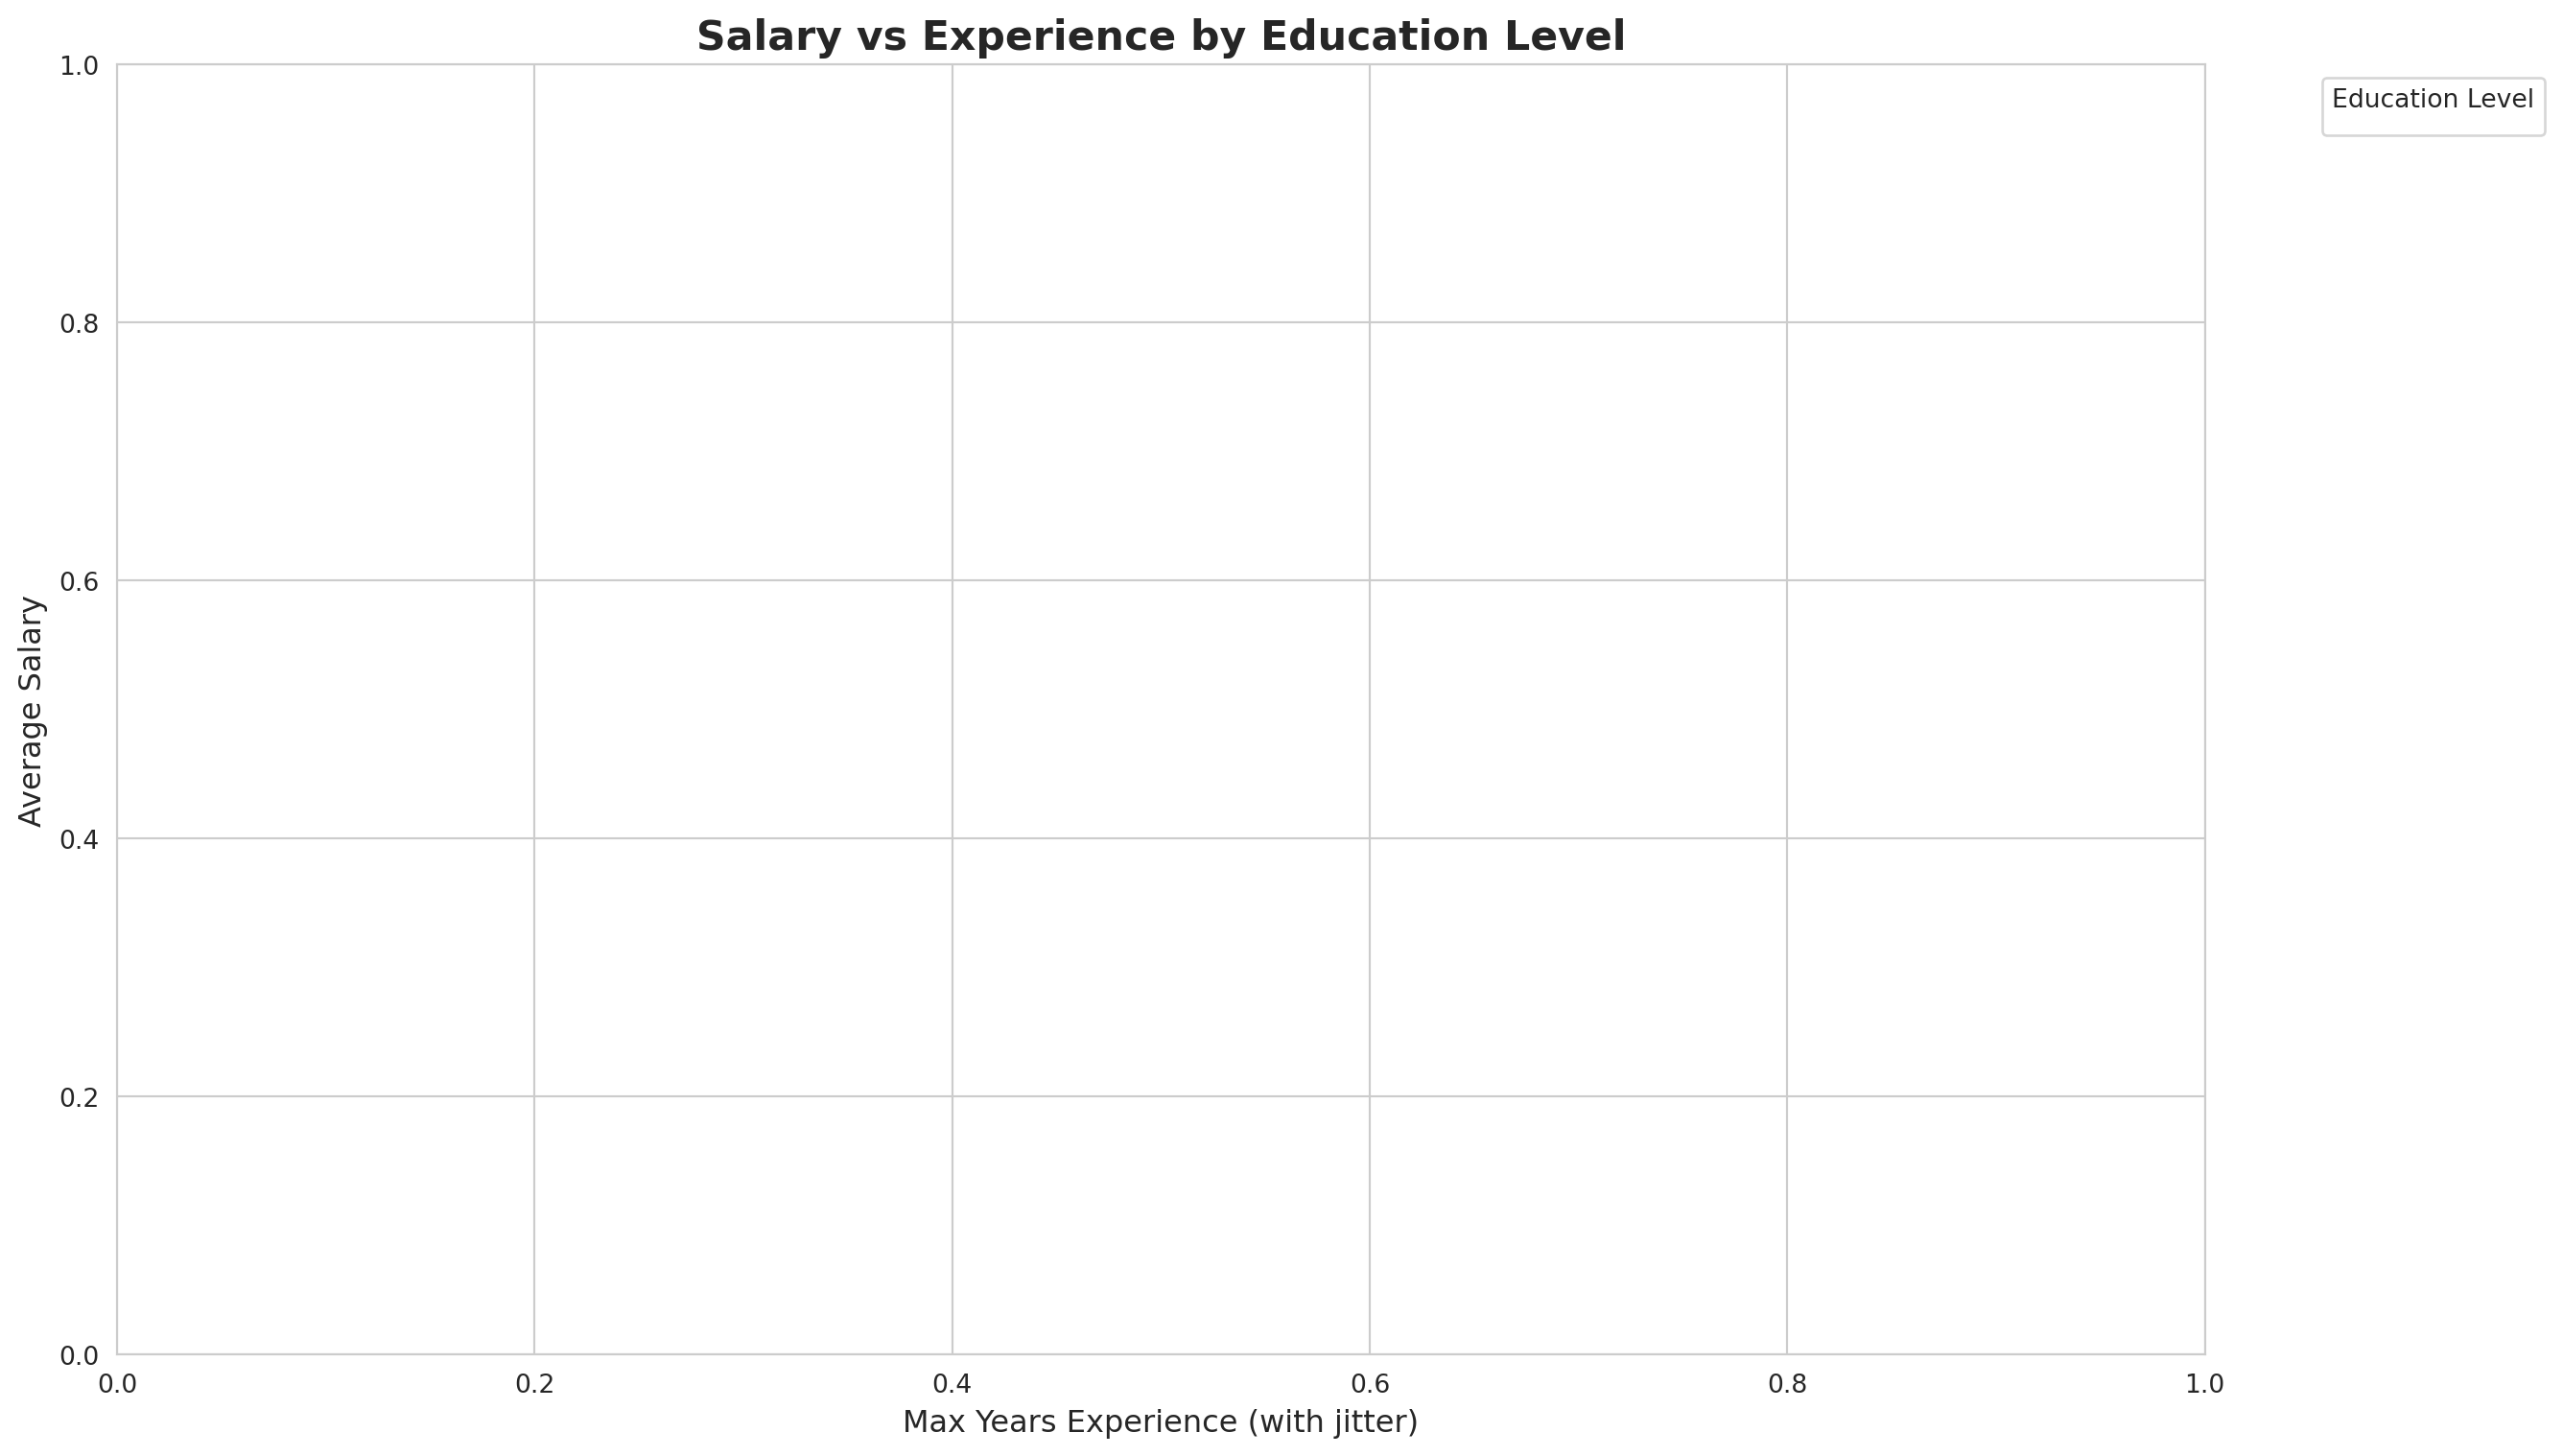 Salary vs Experience by Education Level
Education Level
Average Salary
1.0
0.8
0.6
0.4
0.2
0.0
0.0 0.2 0.4 0.6 0.8 1.0
Max Years Experience (with jitter)